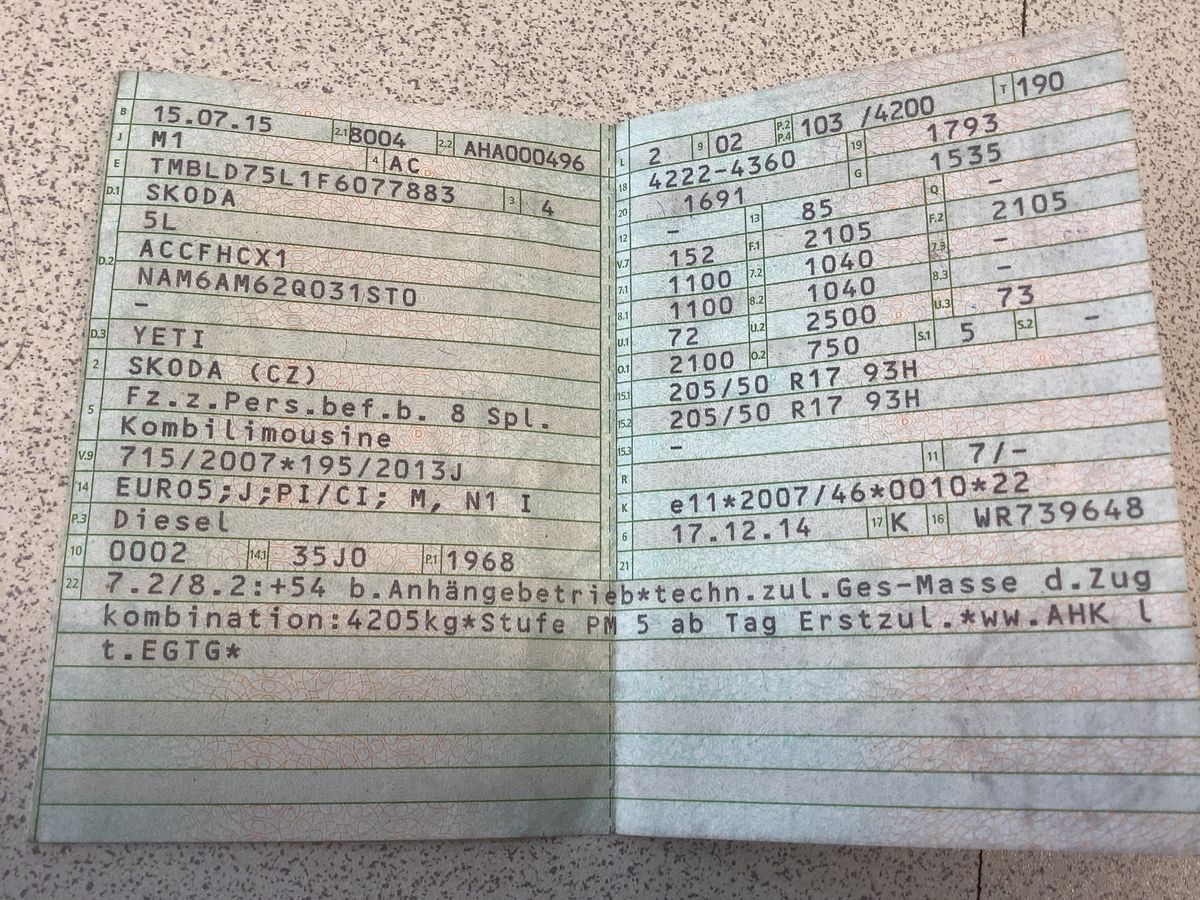 B 15.07.15 2.1 8004 2.2 AHA000496
J M1 4 AC
E TMBLD75L1F6077883 3 4
D.1 SKODA
5L
D.2 ACCFHCX1
NAM6AM62Q031ST0
–
D.3 YETI
2 SKODA (CZ)
5 Fz.z.Pers.bef.b. 8 Spl.
Kombilimousine
V.9 715/2007*195/2013J
14 EURO5;J;PI/CI; M, N1 I
P.3 Diesel
10 0002 14.1 35J0 P.1 1968
L 2 9 02 P.2 P.4 103 /4200 T 190
18 4222-4360 19 1793
20 1691 G 1535
12 – 13 85 Q –
V.7 152 F.1 2105 F.2 2105
7.1 1100 7.2 1040 7.3 –
8.1 1100 8.2 1040 8.3 –
U.1 72 U.2 2500 U.3 73
O.1 2100 O.2 750 S.1 5 S.2 –
15.1 205/50 R17 93H
15.2 205/50 R17 93H
15.3 –
R 11 7/–
K e11*2007/46*0010*22
6 17.12.14 17 K 16 WR739648
21
22 7.2/8.2:+54 b.Anhängebetrieb*techn.zul.Ges-Masse d.Zug
kombination:4205kg*Stufe PM 5 ab Tag Erstzul.*ww.AHK l
t.EGTG*